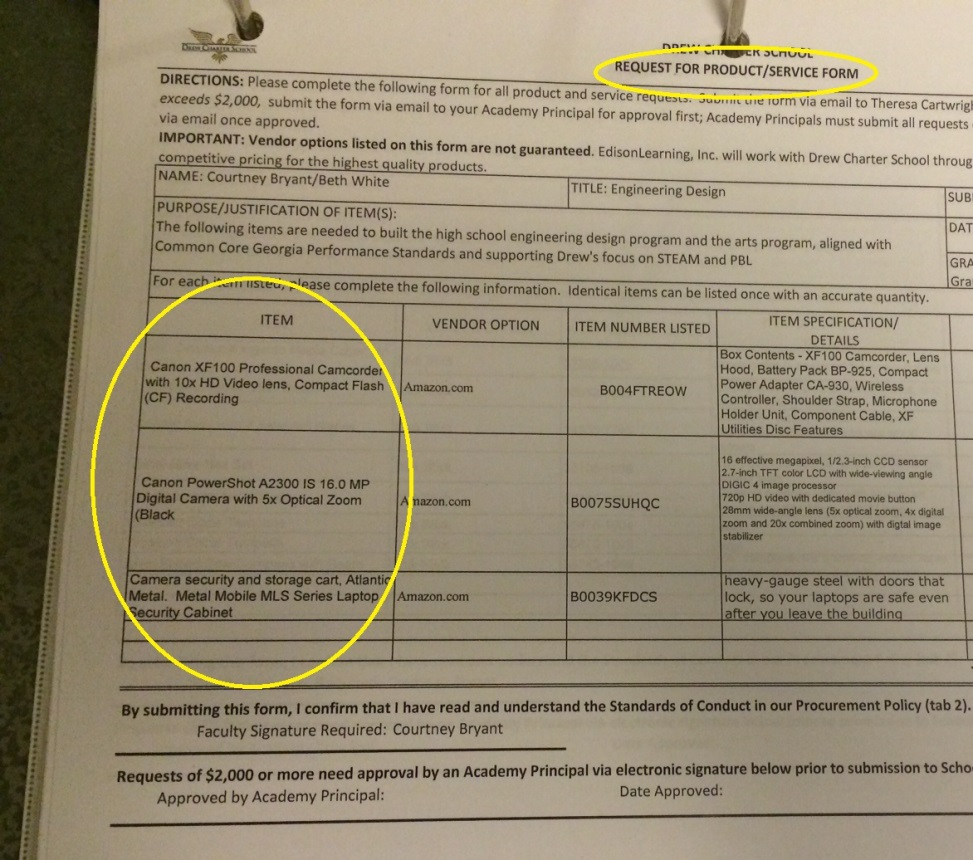 DREW CHARTER SCHOOL
DREW CHARTER SCHOOL
REQUEST FOR PRODUCT/SERVICE FORM
DIRECTIONS: Please complete the following form for all product and service requests. Submit the form via email to Theresa Cartwrigh
exceeds $2,000, submit the form via email to your Academy Principal for approval first; Academy Principals must submit all requests
via email once approved.
IMPORTANT: Vendor options listed on this form are not guaranteed. EdisonLearning, Inc. will work with Drew Charter School throug
competitive pricing for the highest quality products.
NAME: Courtney Bryant/Beth White
TITLE: Engineering Design
SUB
PURPOSE/JUSTIFICATION OF ITEM(S):
DAT
The following items are needed to built the high school engineering design program and the arts program, aligned with
Common Core Georgia Performance Standards and supporting Drew's focus on STEAM and PBL
GRA
Gra
For each item listed, please complete the following information. Identical items can be listed once with an accurate quantity.
ITEM
VENDOR OPTION
ITEM NUMBER LISTED
ITEM SPECIFICATION/
DETAILS
Canon XF100 Professional Camcorder
with 10x HD Video lens, Compact Flash
(CF) Recording
Amazon.com
B004FTREOW
Box Contents - XF100 Camcorder, Lens
Hood, Battery Pack BP-925, Compact
Power Adapter CA-930, Wireless
Controller, Shoulder Strap, Microphone
Holder Unit, Component Cable, XF
Utilities Disc Features
Canon PowerShot A2300 IS 16.0 MP
Digital Camera with 5x Optical Zoom
(Black
Amazon.com
B0075SUHQC
16 effective megapixel, 1/2.3-inch CCD sensor
2.7-inch TFT color LCD with wide-viewing angle
DIGIC 4 image processor
720p HD video with dedicated movie button
28mm wide-angle lens (5x optical zoom, 4x digital
zoom and 20x combined zoom) with digtal image
stabilizer
Camera security and storage cart, Atlantic
Metal. Metal Mobile MLS Series Laptop
Security Cabinet
Amazon.com
B0039KFDCS
heavy-gauge steel with doors that
lock, so your laptops are safe even
after you leave the building
By submitting this form, I confirm that I have read and understand the Standards of Conduct in our Procurement Policy (tab 2).
Faculty Signature Required: Courtney Bryant
Requests of $2,000 or more need approval by an Academy Principal via electronic signature below prior to submission to Scho
Approved by Academy Principal:
Date Approved: